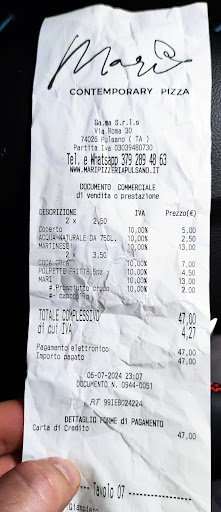 Mari
CONTEMPORARY PIZZA
Ga.ma S.r.l.s
Via Roma 30
74026 Pulsano ( TA )
Partita Iva 03039480730
Tel. e Whatsapp 379 289 48 63
WWW.MARIPIZZERIAPULSANO.IT
DOCUMENTO COMMERCIALE
di vendita o prestazione
DESCRIZIONE IVA Prezzo(€)
2 x 2,50
Coperto 10,00% 5,00
ACQUA NATURALE DA 75CL. 10,00% 2,50
MARTINESE 10,00% 13,00
2 x 3,50
COCA COLA 10,00% 7,00
POLPETTE FRITTE 5pz 10,00% 4,50
MARI 10,00% 13,00
#-Prosciutto crudo 10,00% 2,00
#- capocollo
TOTALE COMPLESSIVO 47,00
di cui IVA 4,27
Pagamento elettronico 47,00
Importo pagato 47,00
06-07-2024 23:07
DOCUMENTO N. 0944-0051
RT 99IEB024224
DETTAGLIO FORME di PAGAMENTO
Carta di Credito 47,00
Tavolo 07